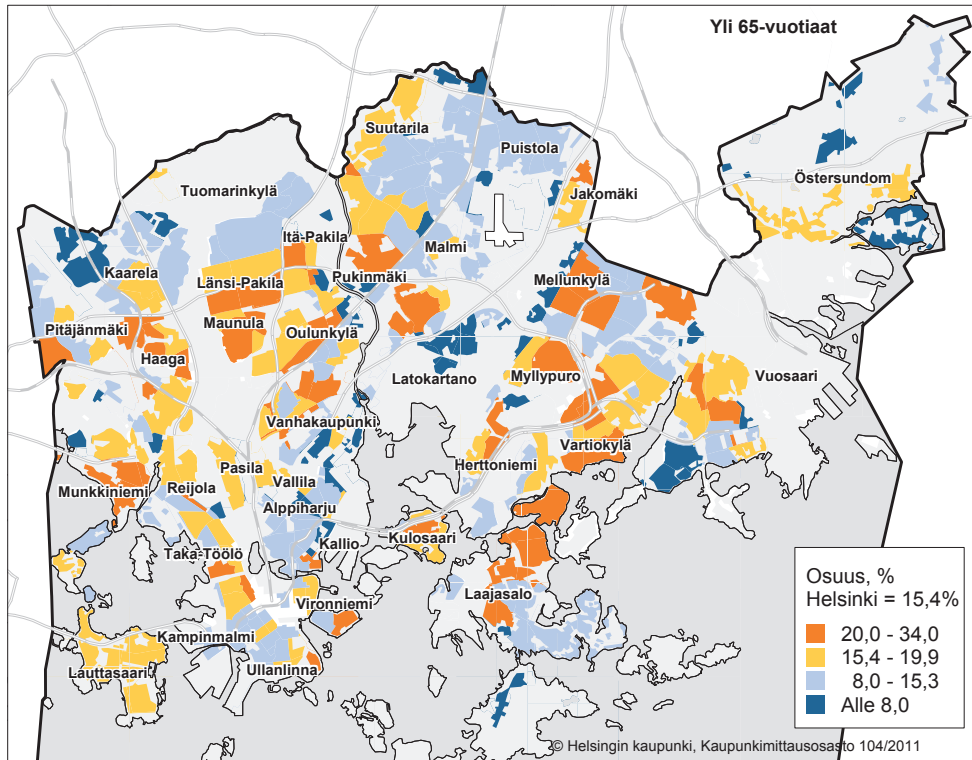 Yli 65-vuotiaat
Suutarila
Puistola
Östersundom
Tuomarinkylä
Jakomäki
Itä-Pakila
Malmi
Kaarela
Länsi-Pakila
Pukinmäki
Mellunkylä
Pitäjänmäki
Maunula
Oulunkylä
Haaga
Latokartano
Myllypuro
Vuosaari
Vanhakaupunki
Vartiokylä
Pasila
Herttoniemi
Munkkiniemi
Reijola
Vallila
Alppiharju
Kallio
Kulosaari
Taka-Töölö
Laajasalo
Vironniemi
Kampinmalmi
Lauttasaari
Ullanlinna
Osuus, %
Helsinki = 15,4%
20,0 - 34,0
15,4 - 19,9
8,0 - 15,3
Alle 8,0
© Helsingin kaupunki, Kaupunkimittausosasto 104/2011